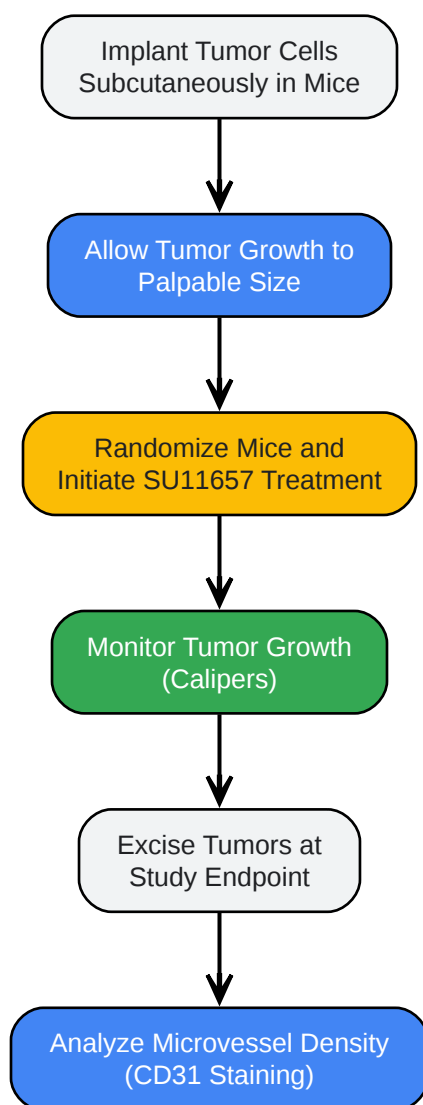 Implant Tumor Cells
Subcutaneously in Mice
Allow Tumor Growth to
Palpable Size
Randomize Mice and
Initiate SU11657 Treatment
Monitor Tumor Growth
(Calipers)
Excise Tumors at
Study Endpoint
Analyze Microvessel Density
(CD31 Staining)